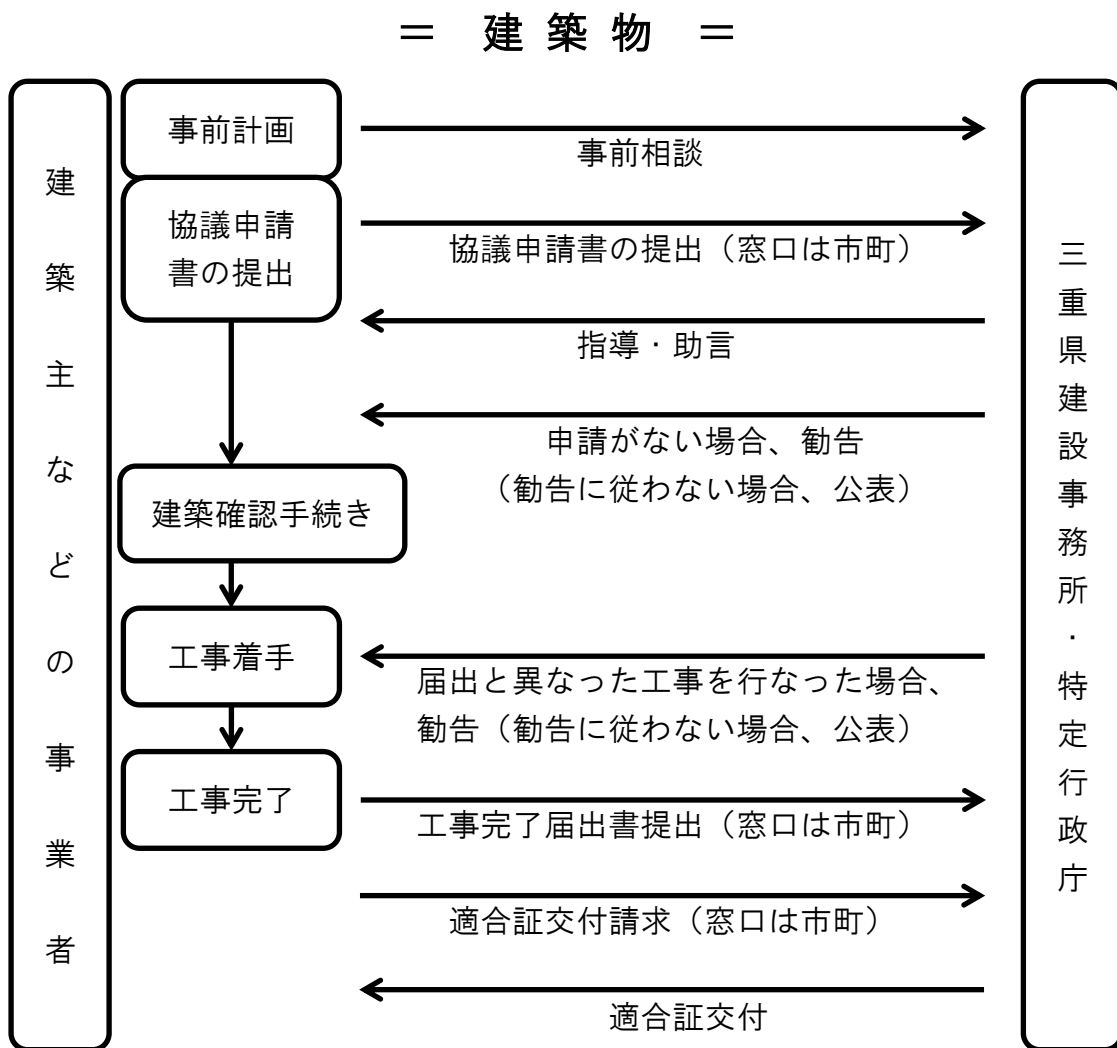 ＝ 建築物 ＝
建築主などの事業者
事前計画
事前相談
協議申請
書の提出
協議申請書の提出（窓口は市町）
指導・助言
申請がない場合、勧告
（勧告に従わない場合、公表）
建築確認手続き
工事着手
届出と異なった工事を行なった場合、
勧告（勧告に従わない場合、公表）
工事完了
工事完了届出書提出（窓口は市町）
適合証交付請求（窓口は市町）
適合証交付
三重県建設事務所・特定行政庁